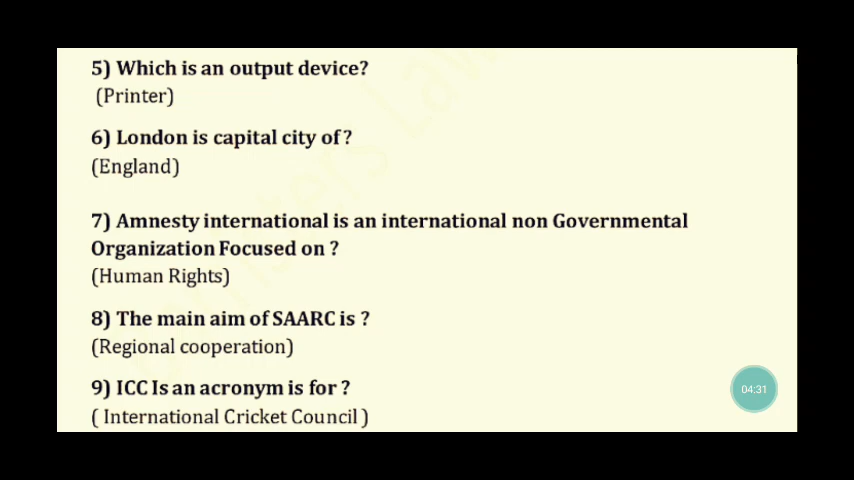 5) Which is an output device?
(Printer)
6) London is capital city of ?
(England)
7) Amnesty international is an international non Governmental
Organization Focused on ?
(Human Rights)
8) The main aim of SAARC is ?
(Regional cooperation)
9) ICC Is an acronym is for ?
( International Cricket Council )
04:31